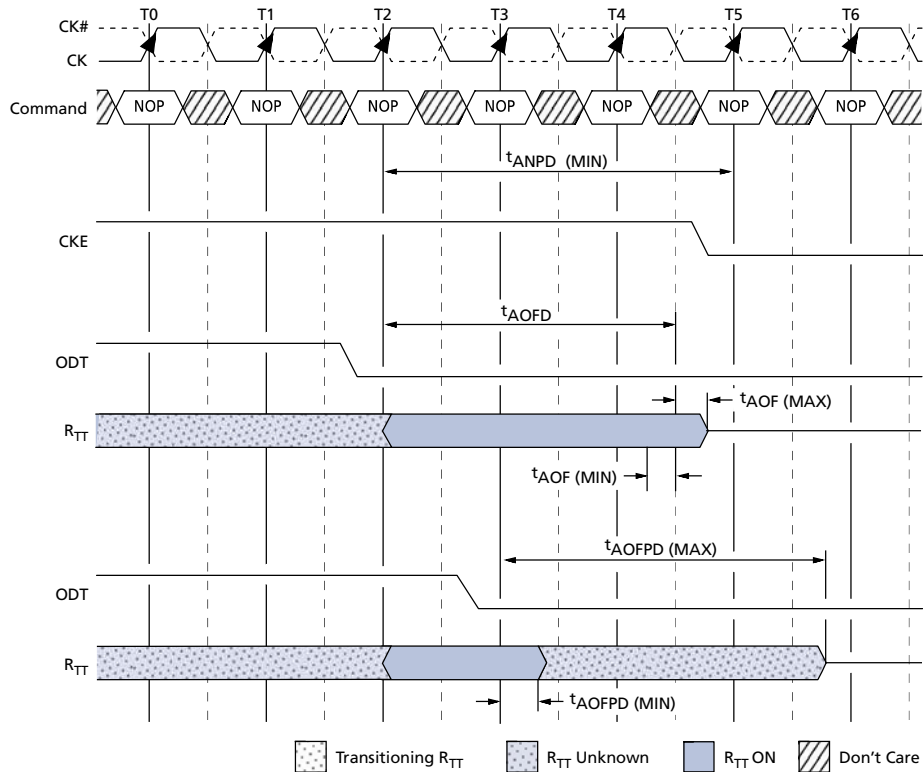 T0 T1 T2 T3 T4 T5 T6
CK#
CK
Command NOP NOP NOP NOP NOP NOP NOP
tANPD (MIN)
CKE
tAOFD
ODT
tAOF (MAX)
RTT
tAOF (MIN)
tAOFPD (MAX)
ODT
RTT
tAOFPD (MIN)
Transitioning RTT RTT Unknown RTT ON Don't Care